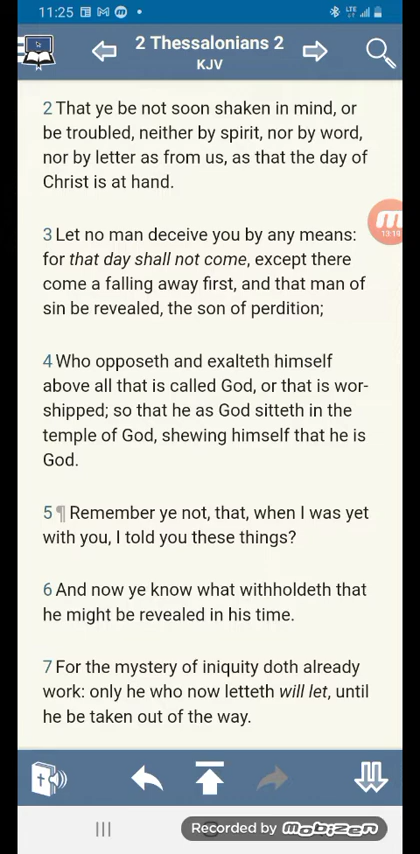 11:25 LTE
2 Thessalonians 2
KJV
2 That ye be not soon shaken in mind, or
be troubled, neither by spirit, nor by word,
nor by letter as from us, as that the day of
Christ is at hand.
3 Let no man deceive you by any means:
for that day shall not come, except there
come a falling away first, and that man of
sin be revealed, the son of perdition;
4 Who opposeth and exalteth himself
above all that is called God, or that is wor-
shipped; so that he as God sitteth in the
temple of God, shewing himself that he is
God.
5 ¶ Remember ye not, that, when I was yet
with you, I told you these things?
6 And now ye know what withholdeth that
he might be revealed in his time.
7 For the mystery of iniquity doth already
work: only he who now letteth will let, until
he be taken out of the way.
13:19
Recorded by mobizen